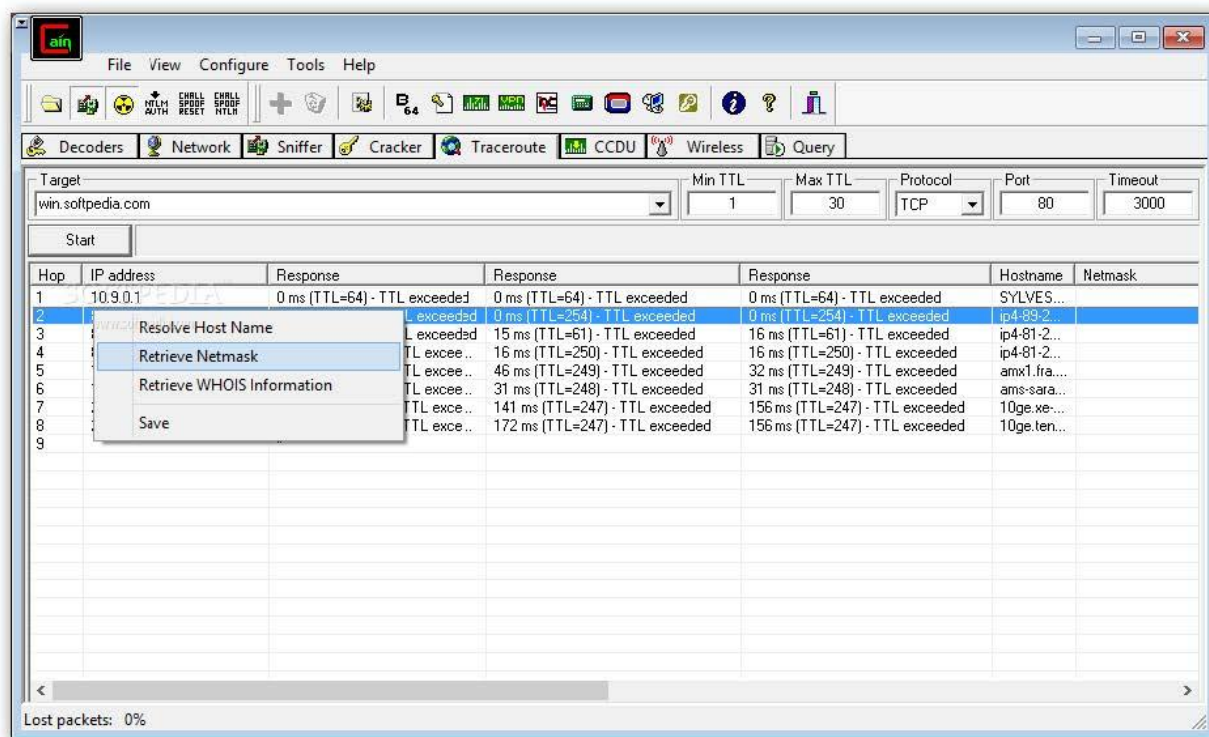 Cain
File View Configure Tools Help
NTLM AUTH CHALL SPOOF RESET CHALL SPOOF NTLM B64 VPN
Decoders Network Sniffer Cracker Traceroute CCDU Wireless Query
Target Min TTL Max TTL Protocol Port Timeout
win.softpedia.com 1 30 TCP 80 3000
Start
Hop IP address Response Response Response Hostname Netmask
SOFTPEDIA
1 10.9.0.1 0 ms (TTL=64) - TTL exceeded 0 ms (TTL=64) - TTL exceeded 0 ms (TTL=64) - TTL exceeded SYLVES...
2 L exceeded 0 ms (TTL=254) - TTL exceeded 0 ms (TTL=254) - TTL exceeded ip4-89-2...
3 L exceeded 15 ms (TTL=61) - TTL exceeded 16 ms (TTL=61) - TTL exceeded ip4-81-2...
4 TL excee... 16 ms (TTL=250) - TTL exceeded 16 ms (TTL=250) - TTL exceeded ip4-81-2...
5 TL excee... 46 ms (TTL=249) - TTL exceeded 32 ms (TTL=249) - TTL exceeded amx1.fra....
6 TL excee... 31 ms (TTL=248) - TTL exceeded 31 ms (TTL=248) - TTL exceeded ams-sara...
7 TTL exce... 141 ms (TTL=247) - TTL exceeded 156 ms (TTL=247) - TTL exceeded 10ge.xe-...
8 TTL exce... 172 ms (TTL=247) - TTL exceeded 156 ms (TTL=247) - TTL exceeded 10ge.ten...
9
Resolve Host Name
Retrieve Netmask
Retrieve WHOIS Information
Save
Lost packets: 0%